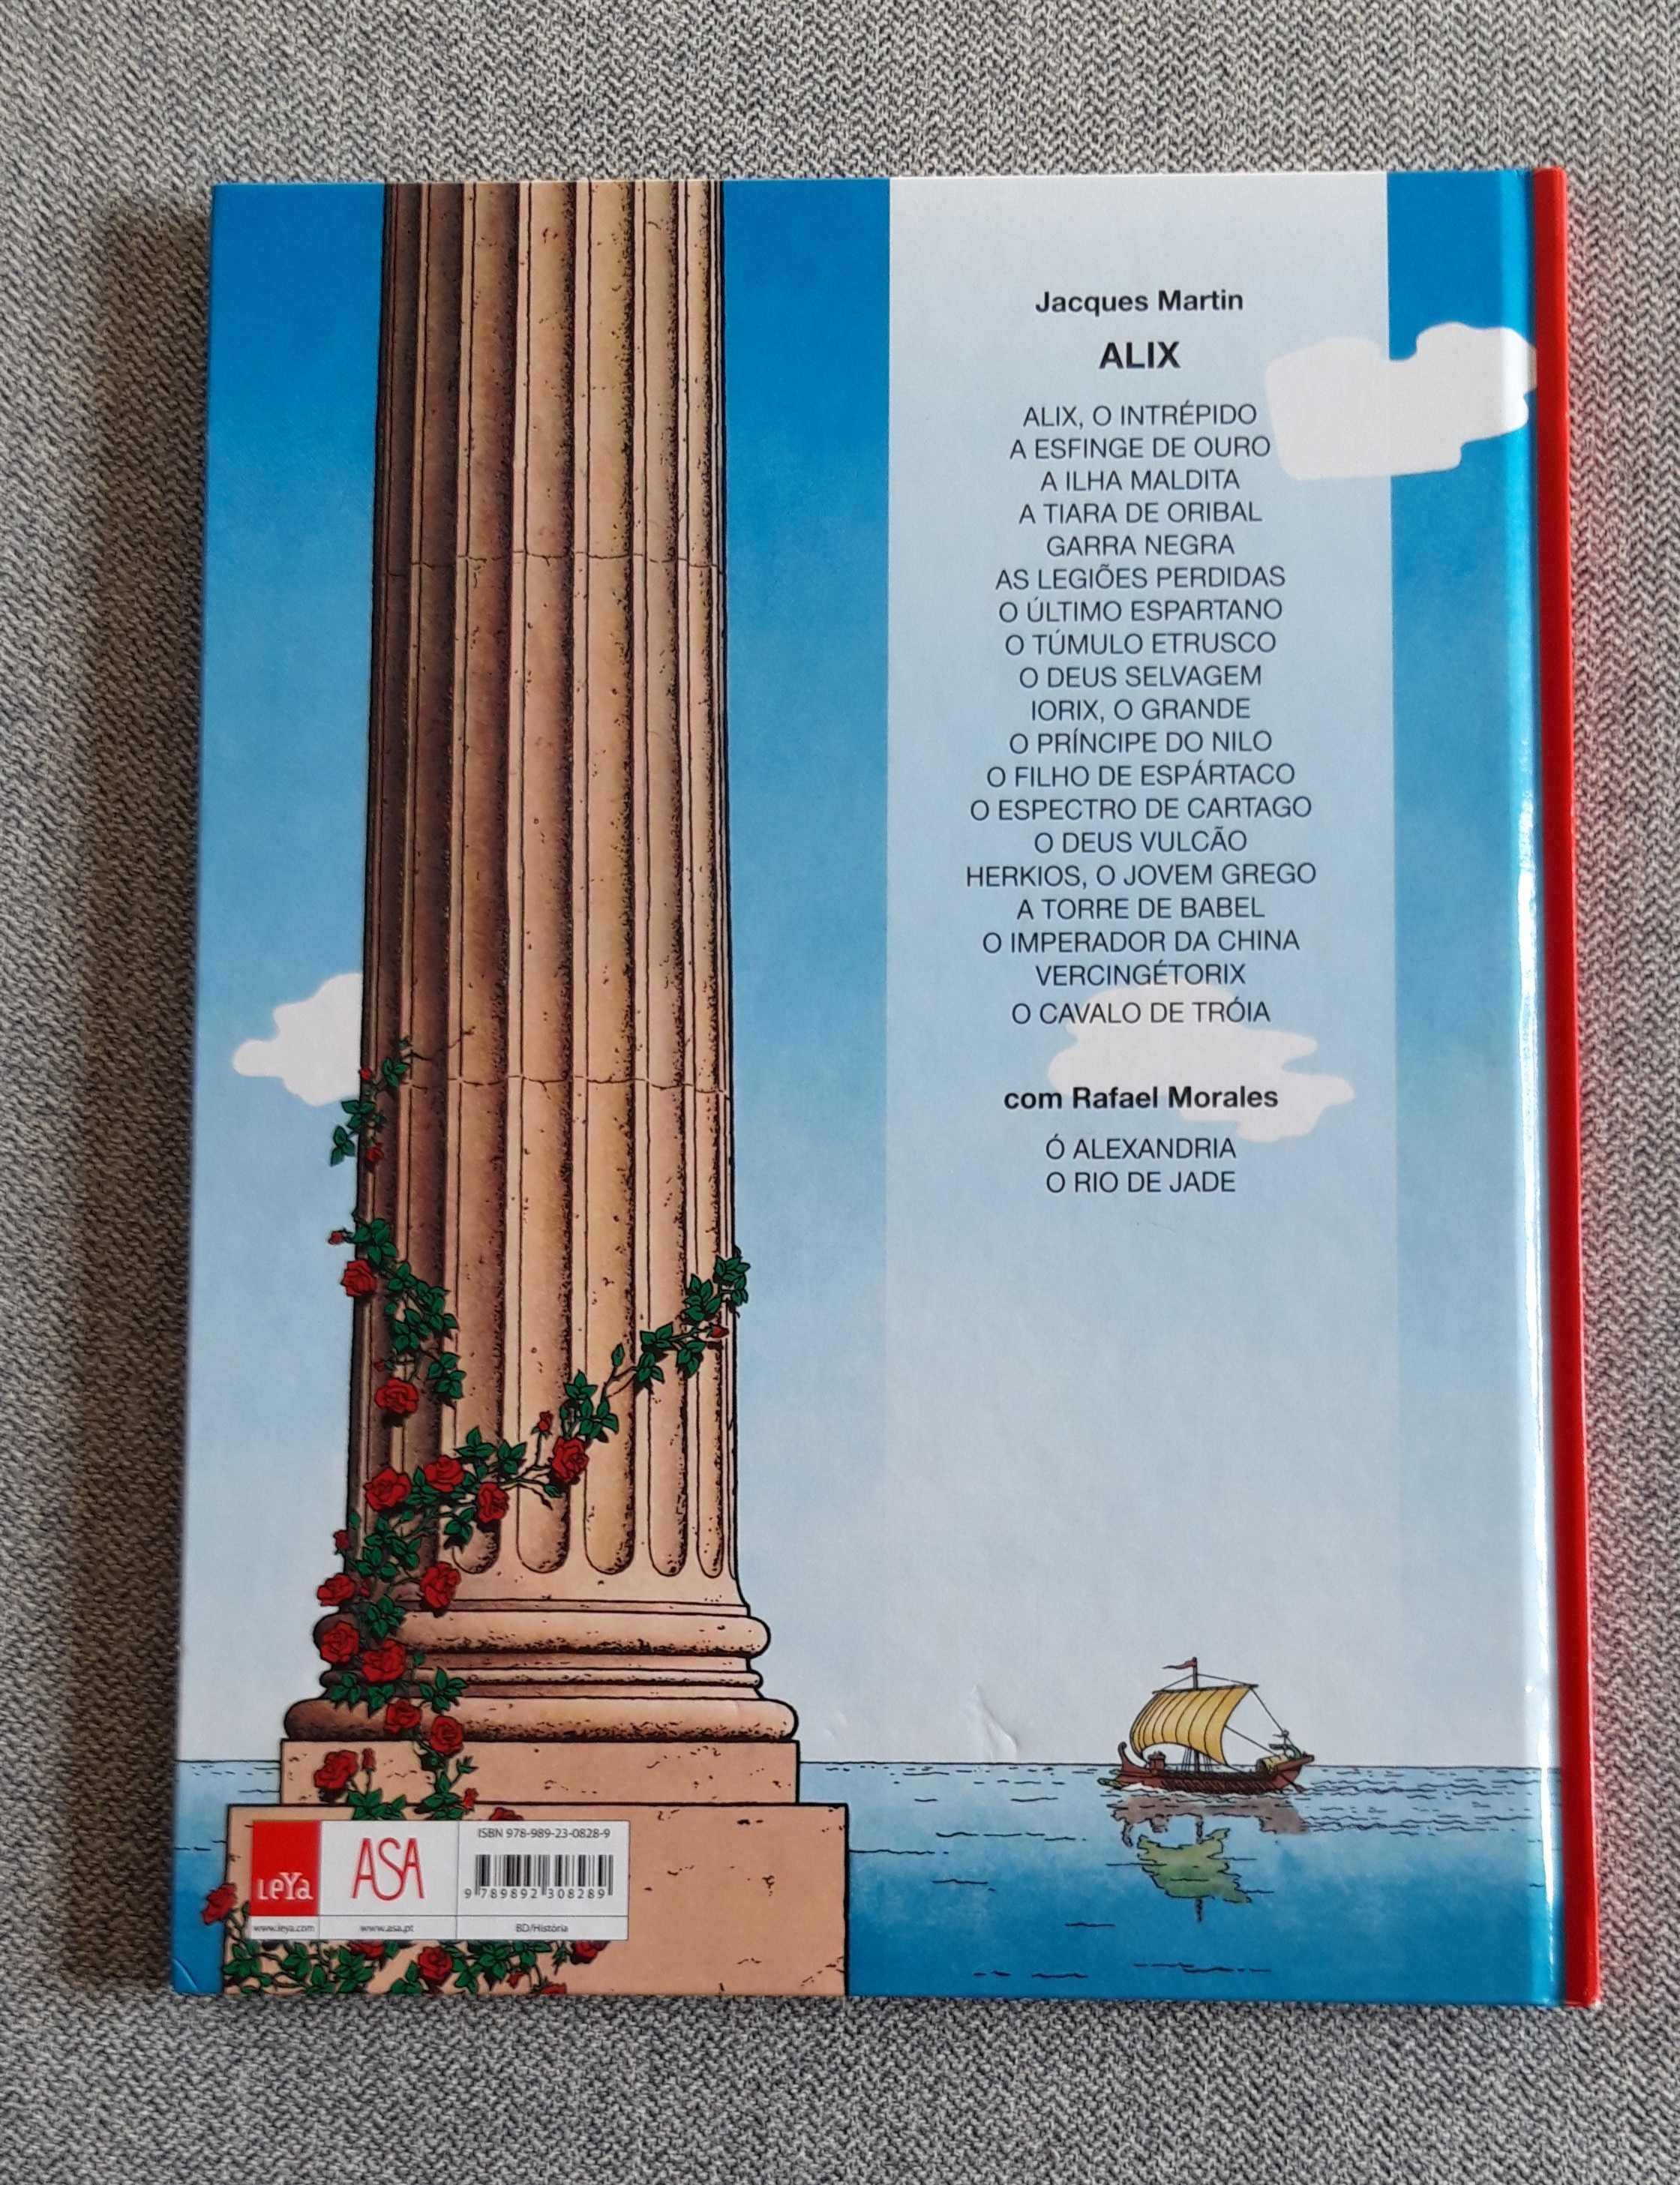 Jacques Martin
ALIX
ALIX, O INTRÉPIDO
A ESFINGE DE OURO
A ILHA MALDITA
A TIARA DE ORIBAL
GARRA NEGRA
AS LEGIÕES PERDIDAS
O ÚLTIMO ESPARTANO
O TÚMULO ETRUSCO
O DEUS SELVAGEM
IORIX, O GRANDE
O PRÍNCIPE DO NILO
O FILHO DE ESPÁRTACO
O ESPECTRO DE CARTAGO
O DEUS VULCÃO
HERKIOS, O JOVEM GREGO
A TORRE DE BABEL
O IMPERADOR DA CHINA
VERCINGÉTORIX
O CAVALO DE TRÓIA
com Rafael Morales
Ó ALEXANDRIA
O RIO DE JADE
LeYa
www.leya.com
ASA
www.asa.pt
ISBN 978-989-23-0828-9
9 789892 308289
BD/História